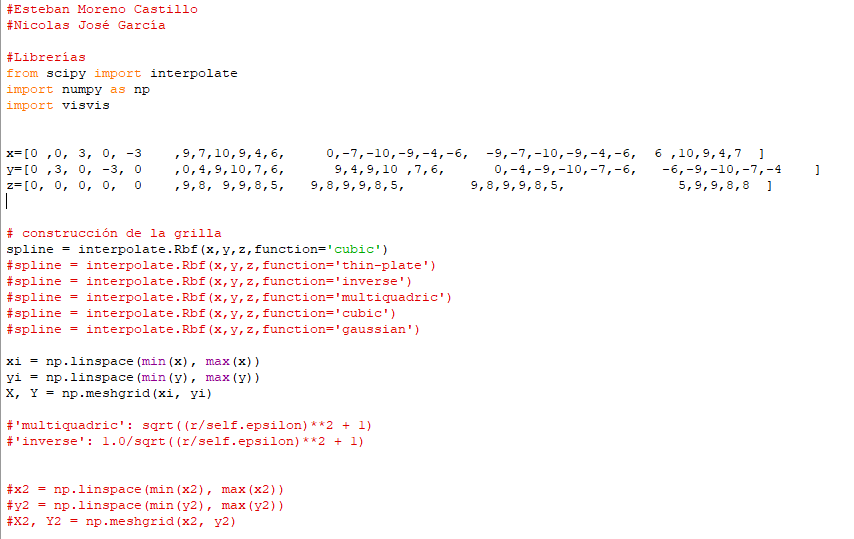 #Esteban Moreno Castillo
#Nicolas José García
#Librerías
from scipy import interpolate
import numpy as np
import visvis
x=[0 ,0, 3, 0, -3    ,9,7,10,9,4,6,     0,-7,-10,-9,-4,-6,  -9,-7,-10,-9,-4,-6,  6 ,10,9,4,7  ]
y=[0 ,3, 0, -3, 0    ,0,4,9,10,7,6,      9,4,9,10 ,7,6,      0,-4,-9,-10,-7,-6,   -6,-9,-10,-7,-4    ]
z=[0, 0, 0, 0,  0    ,9,8, 9,9,8,5,   9,8,9,9,8,5,        9,8,9,9,8,5,              5,9,9,8,8  ]
# construcción de la grilla
spline = interpolate.Rbf(x,y,z,function='cubic')
#spline = interpolate.Rbf(x,y,z,function='thin-plate')
#spline = interpolate.Rbf(x,y,z,function='inverse')
#spline = interpolate.Rbf(x,y,z,function='multiquadric')
#spline = interpolate.Rbf(x,y,z,function='cubic')
#spline = interpolate.Rbf(x,y,z,function='gaussian')
xi = np.linspace(min(x), max(x))
yi = np.linspace(min(y), max(y))
X, Y = np.meshgrid(xi, yi)
#'multiquadric': sqrt((r/self.epsilon)**2 + 1)
#'inverse': 1.0/sqrt((r/self.epsilon)**2 + 1)
#x2 = np.linspace(min(x2), max(x2))
#y2 = np.linspace(min(y2), max(y2))
#X2, Y2 = np.meshgrid(x2, y2)